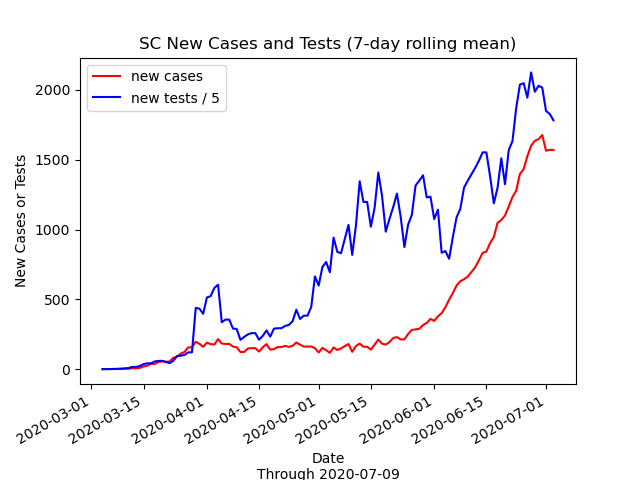 SC New Cases and Tests (7-day rolling mean)
new cases
new tests / 5
2000
1500
1000
500
0
New Cases or Tests
2020-03-01
2020-03-15
2020-04-01
2020-04-15
2020-05-01
2020-05-15
2020-06-01
2020-06-15
2020-07-01
Date
Through 2020-07-09